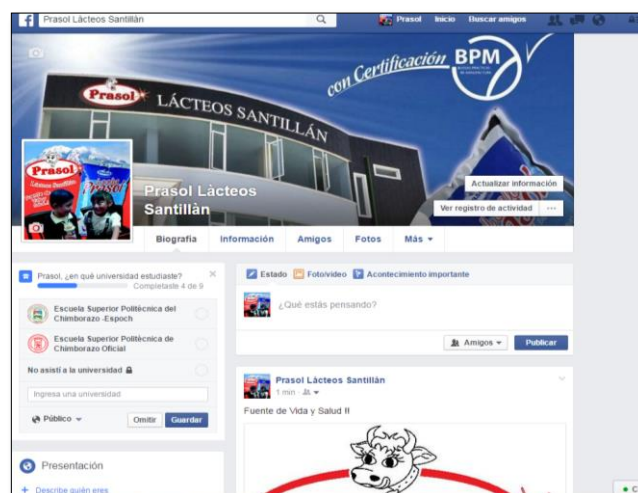 Prasol Lácteos Santillàn
Prasol Inicio Buscar amigos
con Certificación BPM
Prasol LÁCTEOS SANTILLÁN
Prasol
Prasol Làcteos
Santillàn
Actualizar información
Ver registro de actividad ...
Biografía Información Amigos Fotos Más
Prasol, ¿en qué universidad estudiaste?
Completaste 4 de 9
Escuela Superior Politécnica del
Chimborazo -Espoch
Escuela Superior Politécnica de
Chimborazo Oficial
No asistí a la universidad
Ingresa una universidad
Público Omitir Guardar
Presentación
+ Describe quién eres
Estado Foto/video Acontecimiento importante
¿Qué estás pensando?
Amigos Publicar
Prasol Lácteos Santillàn
1 min
Fuente de Vida y Salud !!